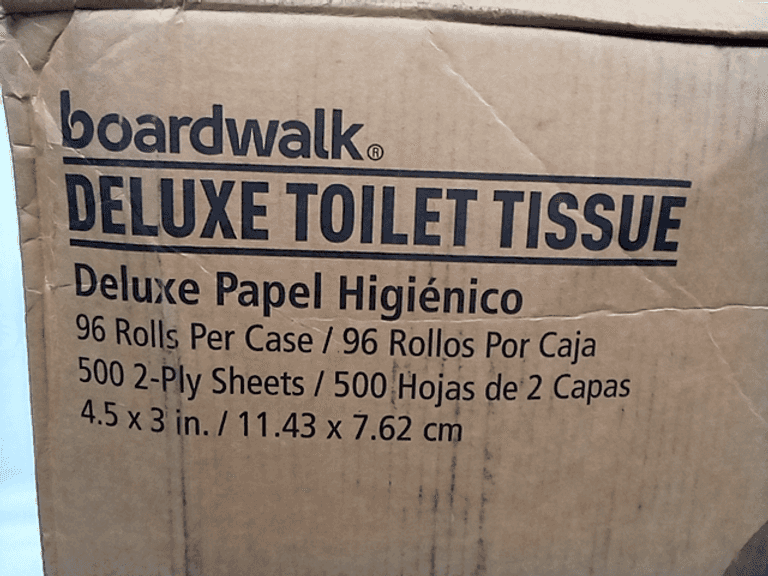 boardwalk®
DELUXE TOILET TISSUE
Deluxe Papel Higiénico
96 Rolls Per Case / 96 Rollos Por Caja
500 2-Ply Sheets / 500 Hojas de 2 Capas
4.5 x 3 in. / 11.43 x 7.62 cm